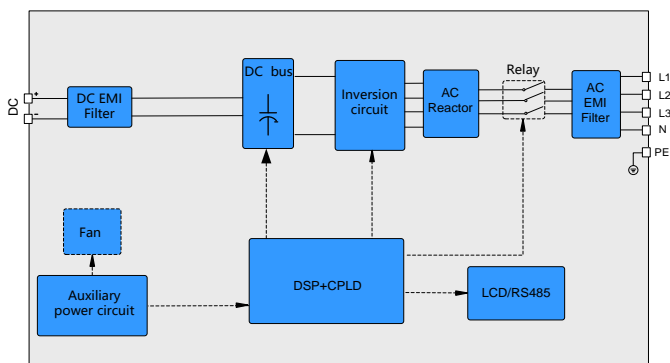 DC
+
−
DC EMI
Filter
DC bus
Inversion
circuit
AC
Reactor
Relay
AC
EMI
Filter
L1
L2
L3
N
PE
Fan
Auxiliary
power circuit
DSP+CPLD
LCD/RS485